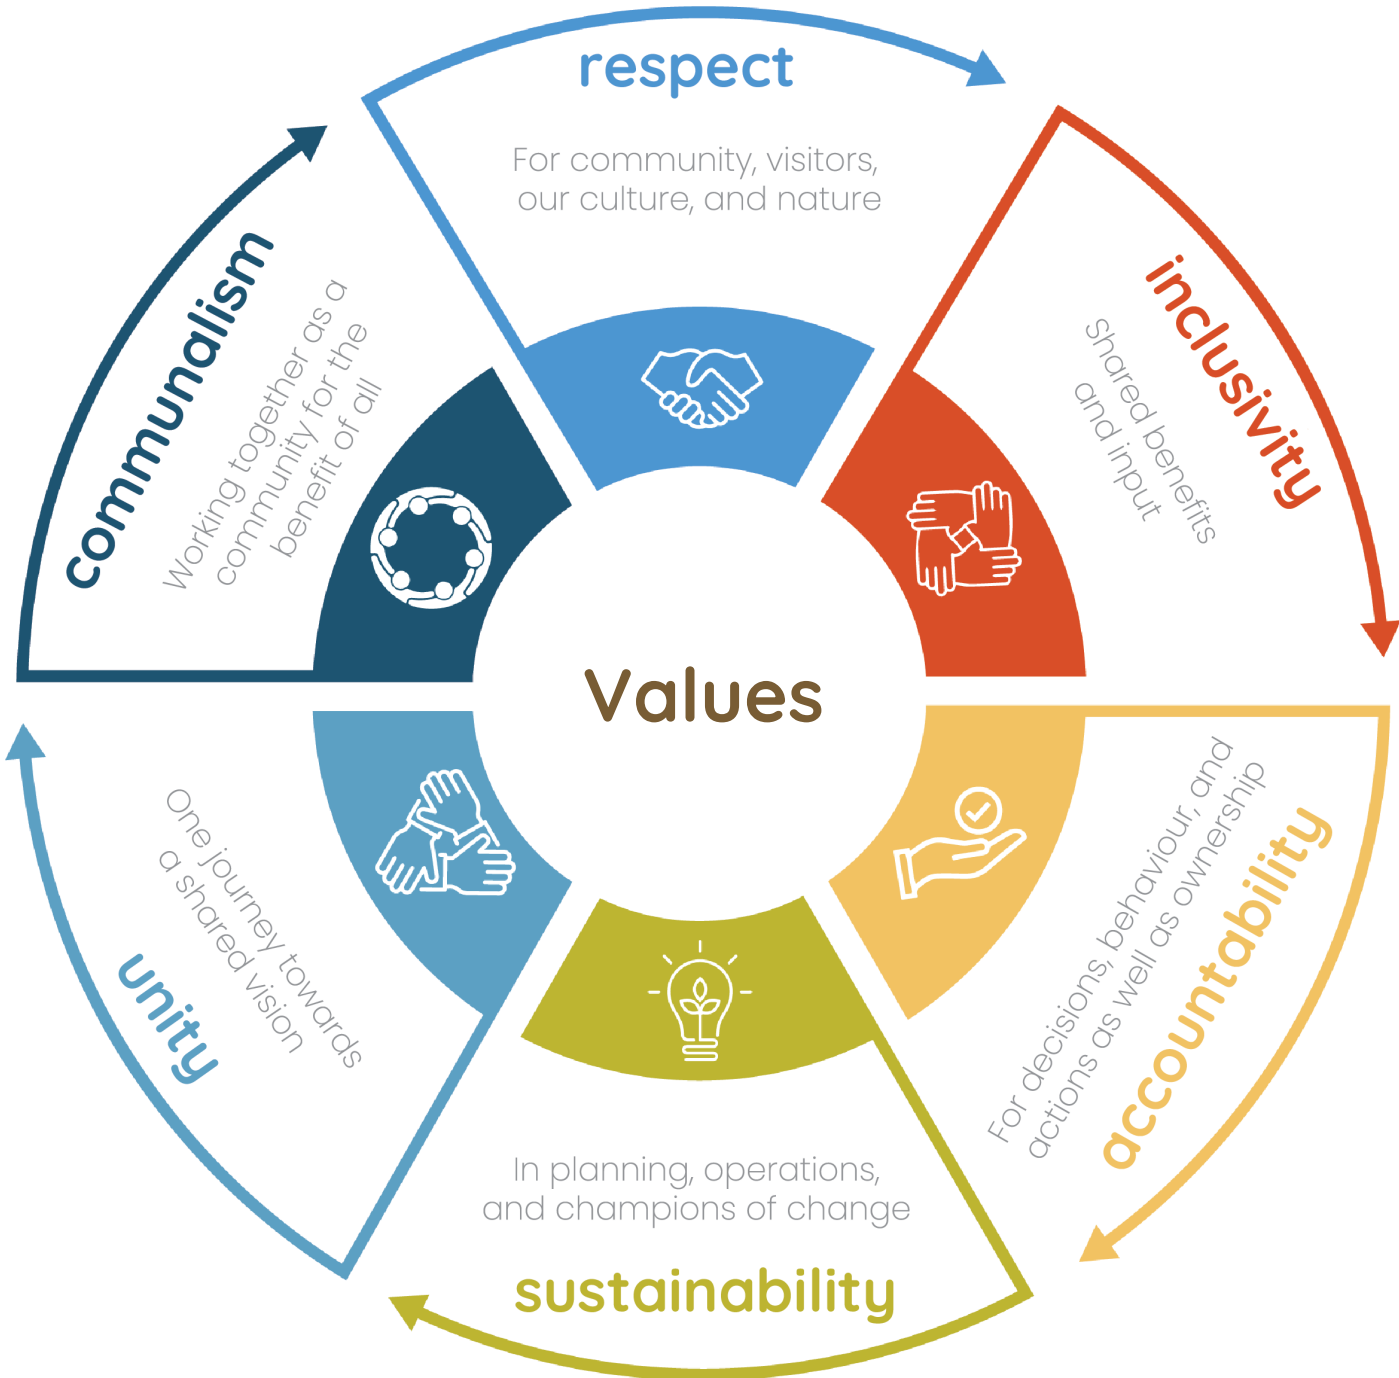 respect
For community, visitors,
our culture, and nature
inclusivity
Shared benefits
and input
accountability
For decisions, behaviour, and
actions as well as ownership
sustainability
In planning, operations,
and champions of change
unity
One journey towards
a shared vision
communalism
Working together as a
community for the
benefit of all
Values